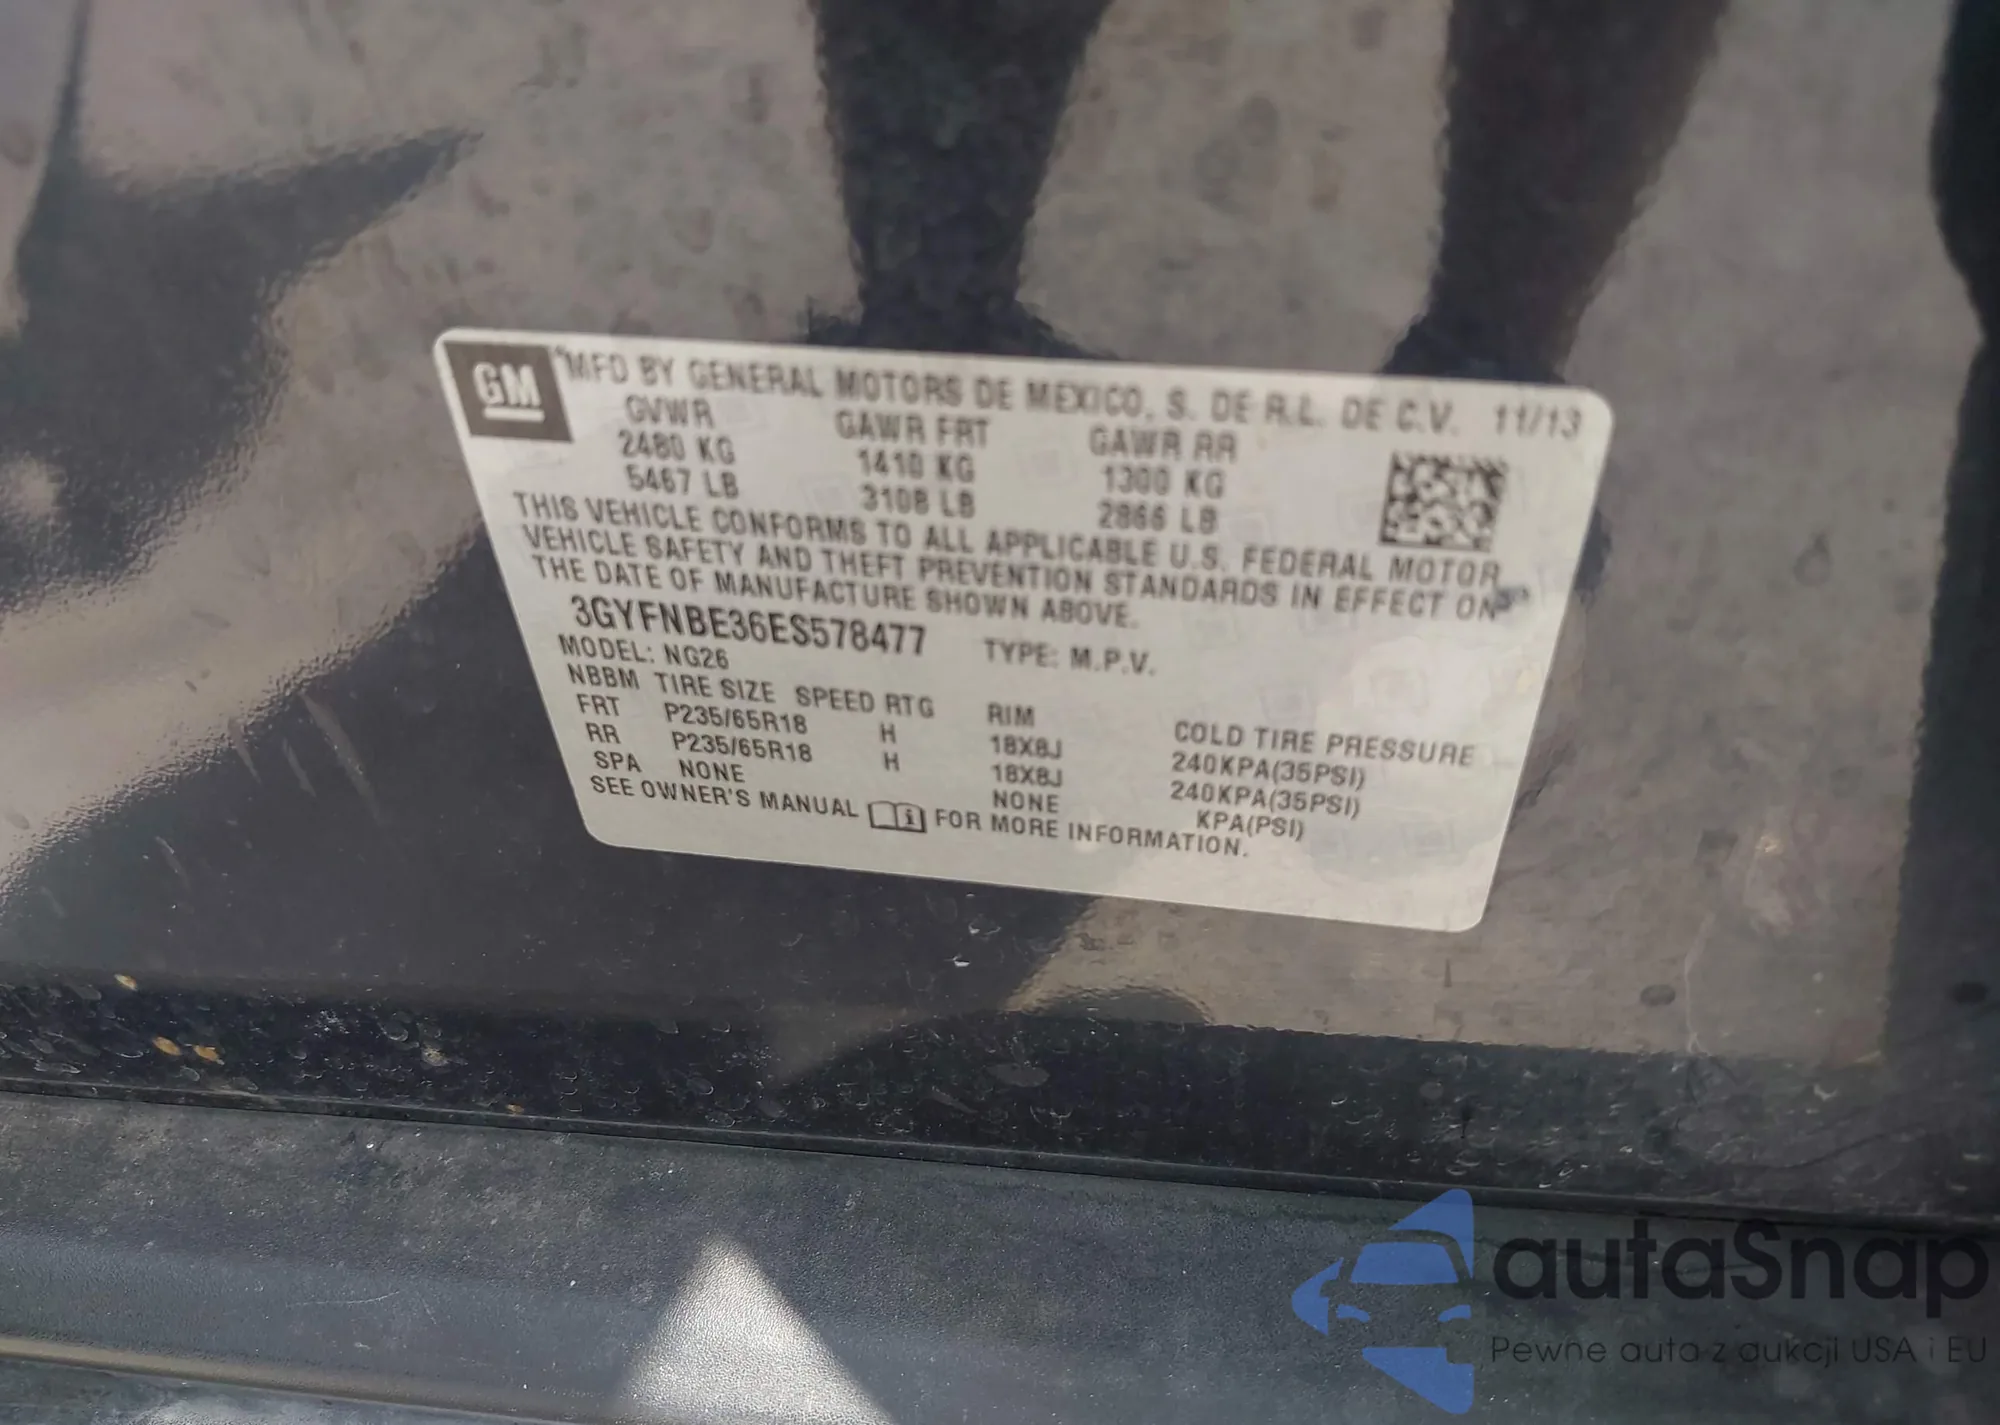 GM MFD BY GENERAL MOTORS DE MEXICO, S. DE R.L. DE C.V. 11/13
GVWR GAWR FRT GAWR RR
2480 KG 1410 KG 1300 KG
5467 LB 3108 LB 2866 LB
THIS VEHICLE CONFORMS TO ALL APPLICABLE U.S. FEDERAL MOTOR
VEHICLE SAFETY AND THEFT PREVENTION STANDARDS IN EFFECT ON
THE DATE OF MANUFACTURE SHOWN ABOVE.
3GYFNBE36ES578477 TYPE: M.P.V.
MODEL: NG26
NBBM TIRE SIZE SPEED RTG RIM COLD TIRE PRESSURE
FRT P235/65R18 H 18X8J 240KPA(35PSI)
RR P235/65R18 H 18X8J 240KPA(35PSI)
SPA NONE NONE KPA(PSI)
SEE OWNER'S MANUAL FOR MORE INFORMATION.
autaSnap
Pewne auta z aukcji USA i EU